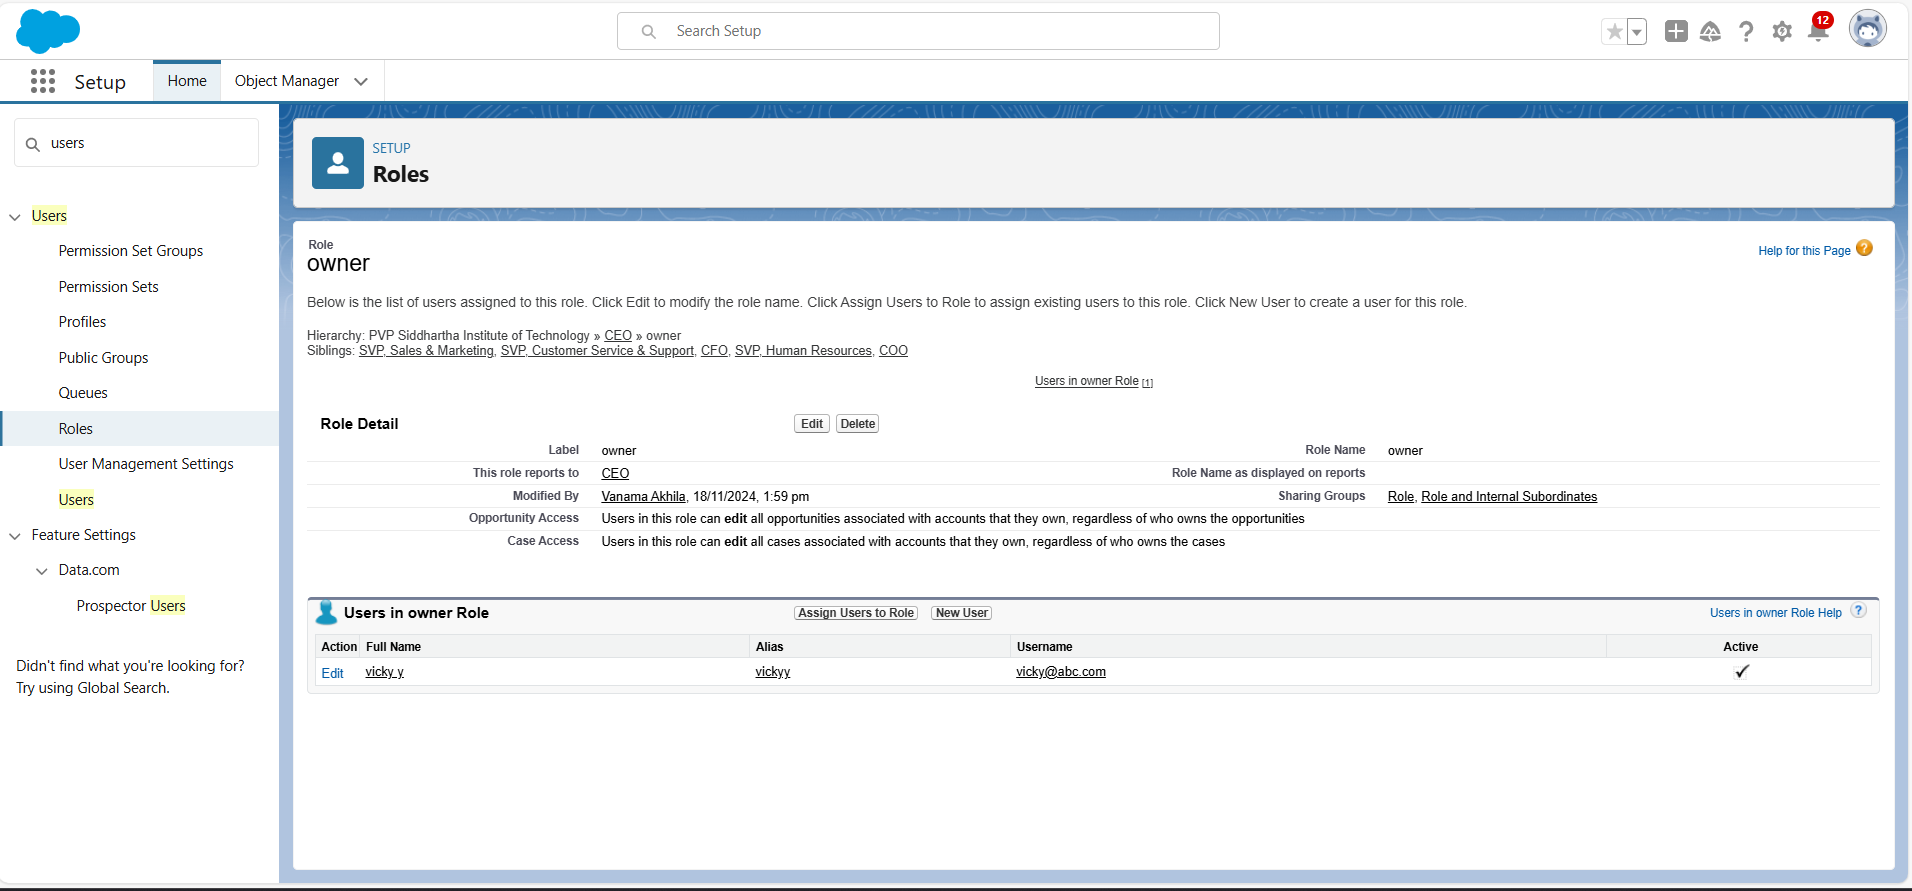 Search Setup
12
Setup
Home
Object Manager
users
Users
Permission Set Groups
Permission Sets
Profiles
Public Groups
Queues
Roles
User Management Settings
Users
Feature Settings
Data.com
Prospector Users
Didn't find what you're looking for?
Try using Global Search.
SETUP
Roles
Role
owner
Help for this Page ?
Below is the list of users assigned to this role. Click Edit to modify the role name. Click Assign Users to Role to assign existing users to this role. Click New User to create a user for this role.
Hierarchy: PVP Siddhartha Institute of Technology » CEO » owner
Siblings: SVP, Sales & Marketing, SVP, Customer Service & Support, CFO, SVP, Human Resources, COO
Users in owner Role [1]
Role Detail Edit Delete
Label owner Role Name owner
This role reports to CEO Role Name as displayed on reports
Modified By Vanama Akhila, 18/11/2024, 1:59 pm Sharing Groups Role, Role and Internal Subordinates
Opportunity Access Users in this role can edit all opportunities associated with accounts that they own, regardless of who owns the opportunities
Case Access Users in this role can edit all cases associated with accounts that they own, regardless of who owns the cases
Users in owner Role Assign Users to Role New User Users in owner Role Help ?
Action Full Name Alias Username Active
Edit vicky y vickyy vicky@abc.com